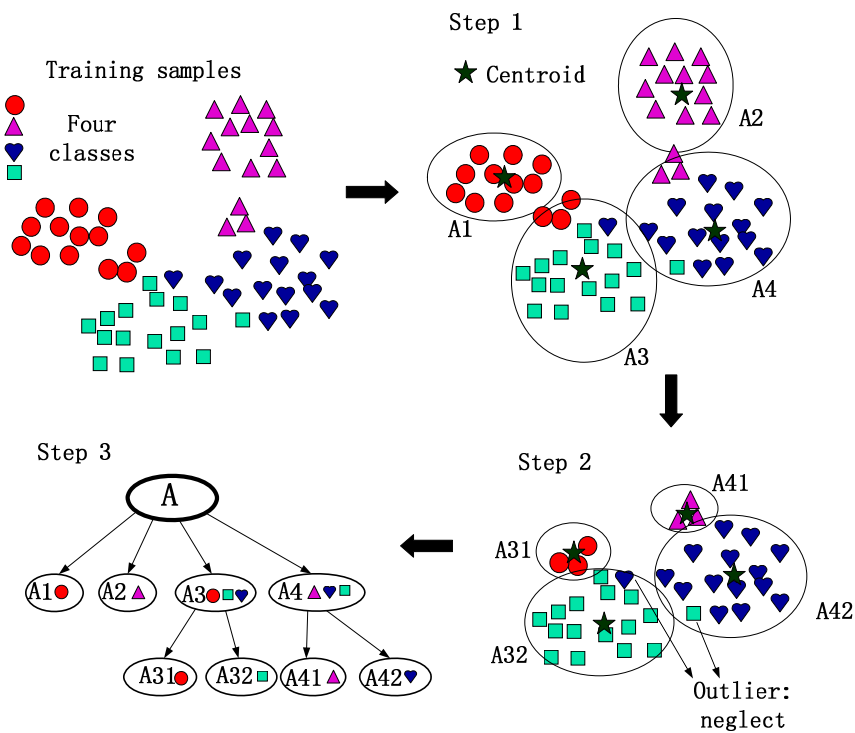 Training samples
Four
classes
Step 1
Centroid
A1
A2
A3
A4
Step 2
A31
A32
A41
A42
Outlier:
neglect
Step 3
A
A1
A2
A3
A4
A31
A32
A41
A42